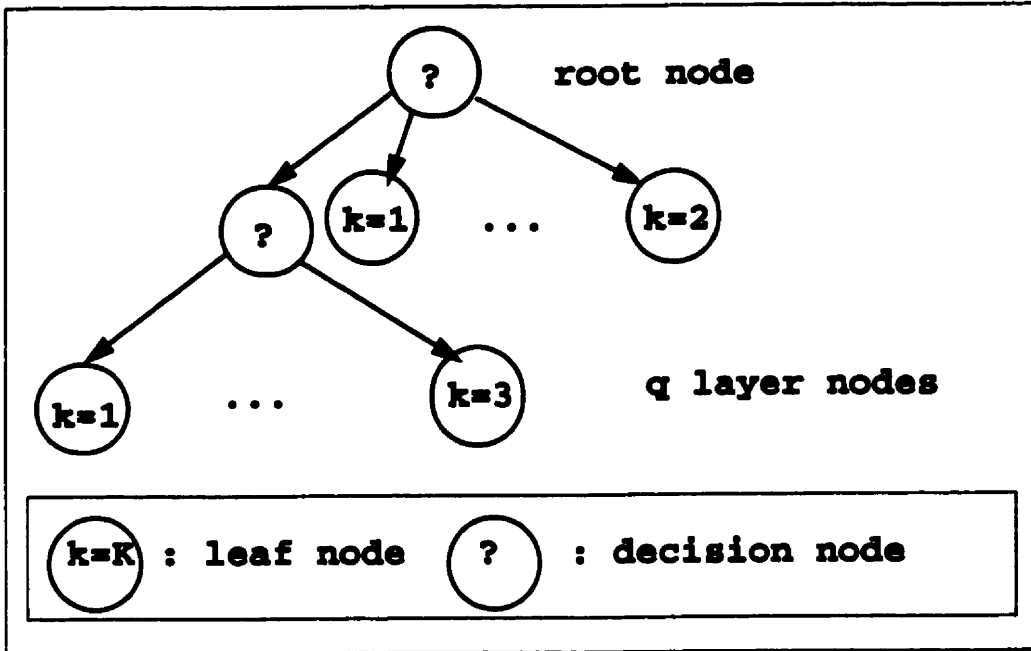 ? root node
? k=1 ... k=2
k=1 ... k=3 q layer nodes
k=K : leaf node ? : decision node